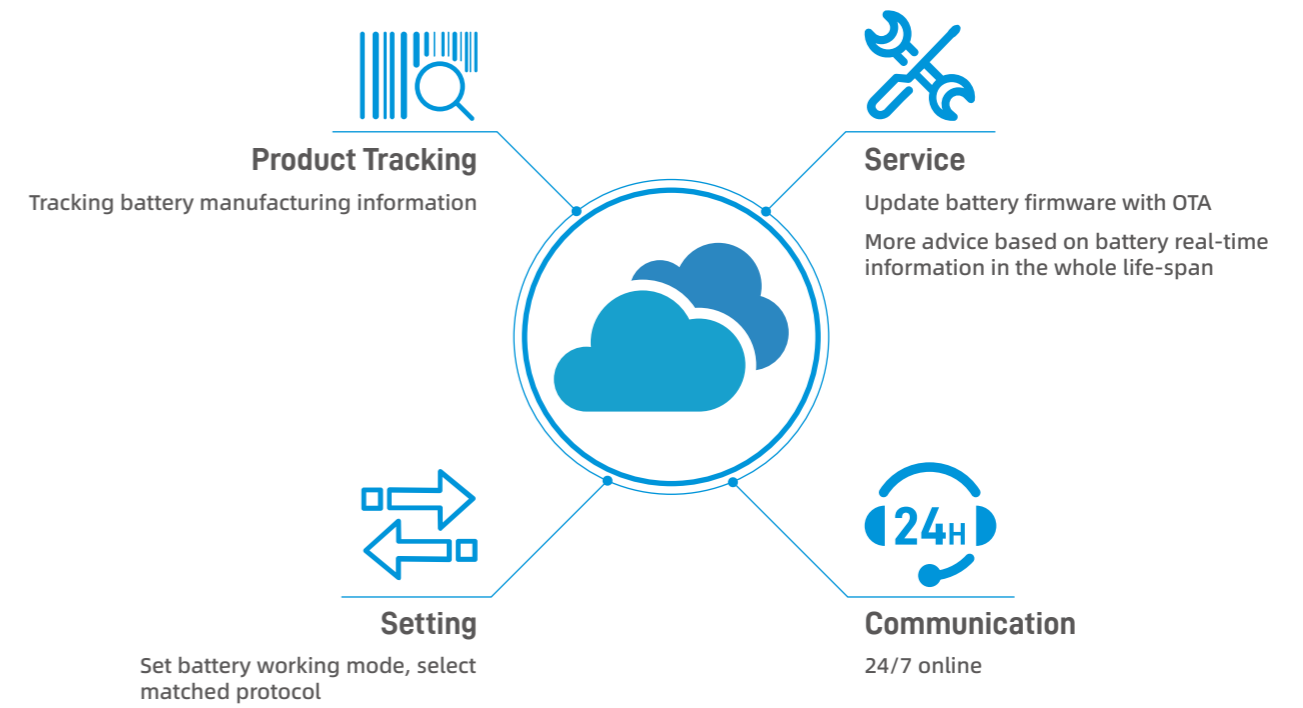 Product Tracking
Tracking battery manufacturing information
Service
Update battery firmware with OTA
More advice based on battery real-time
information in the whole life-span
Setting
Set battery working mode, select
matched protocol
24H
Communication
24/7 online